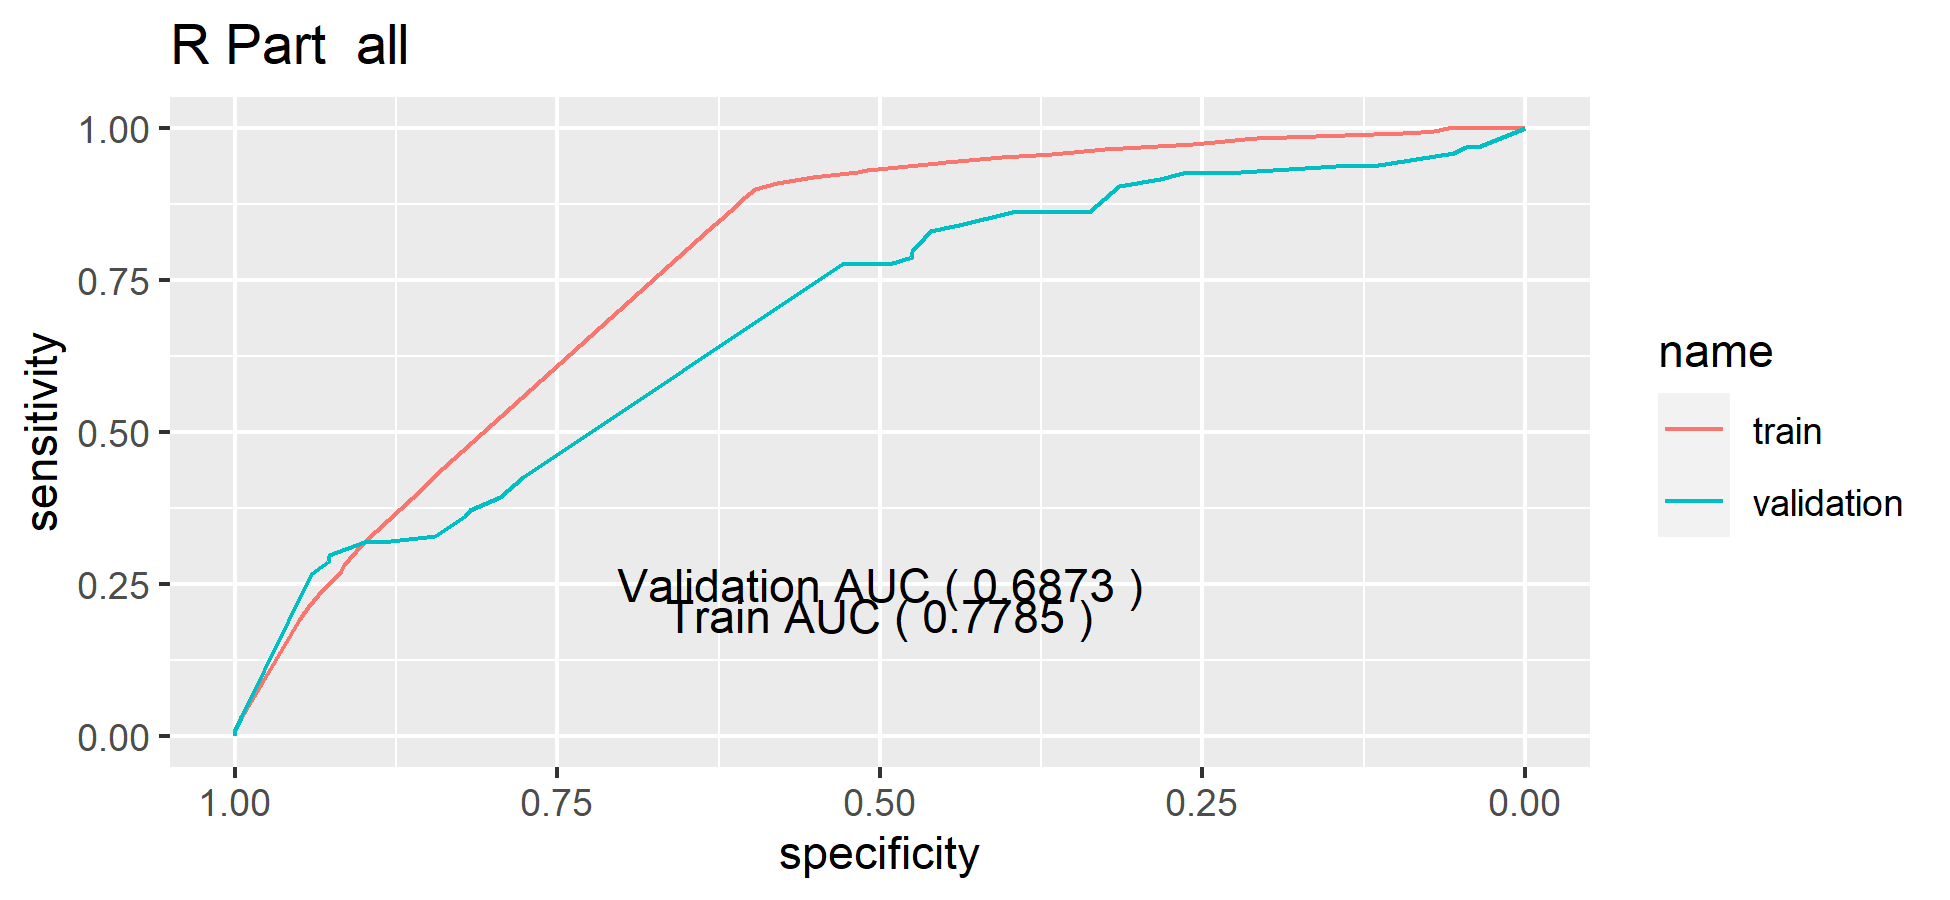 R Part  all
1.00
0.75
0.50
0.25
0.00
sensitivity
Validation AUC ( 0.6873 )
Train AUC ( 0.7785 )
1.00
0.75
0.50
0.25
0.00
specificity
name
train
validation